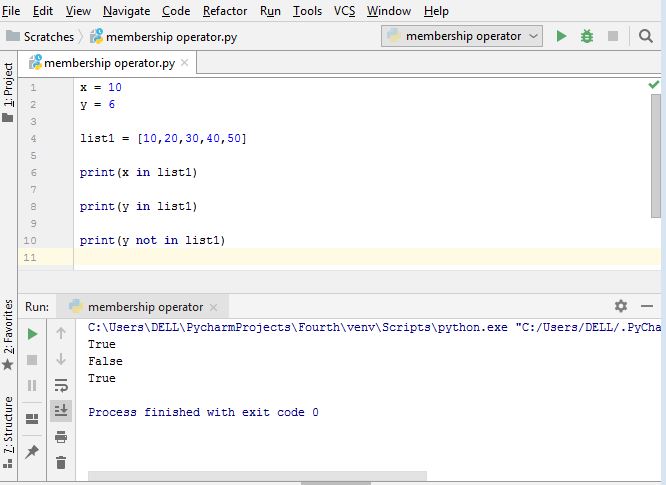 File Edit View Navigate Code Refactor Run Tools VCS Window Help
Scratches membership operator.py membership operator
membership operator.py
1: Project
1 x = 10
2 y = 6
3
4 list1 = [10,20,30,40,50]
5
6 print(x in list1)
7
8 print(y in list1)
9
10 print(y not in list1)
11
2: Favorites
7: Structure
Run: membership operator
C:\Users\DELL\PycharmProjects\Fourth\venv\Scripts\python.exe "C:/Users/DELL/.PyCha
True
False
True
Process finished with exit code 0